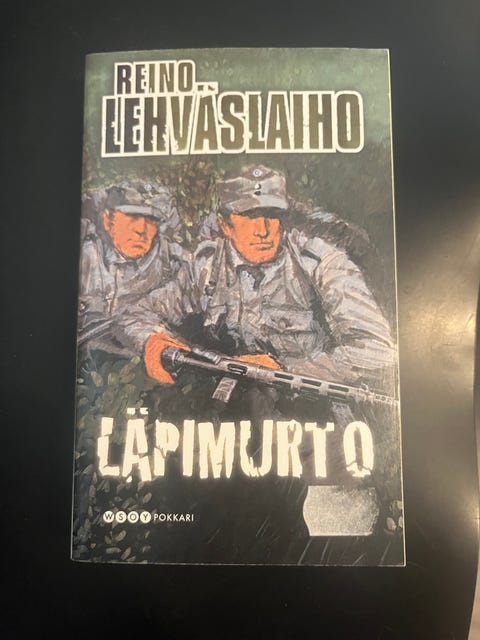 REINO
LEHVÄSLAIHO
LÄPIMURTO
WSOY POKKARI